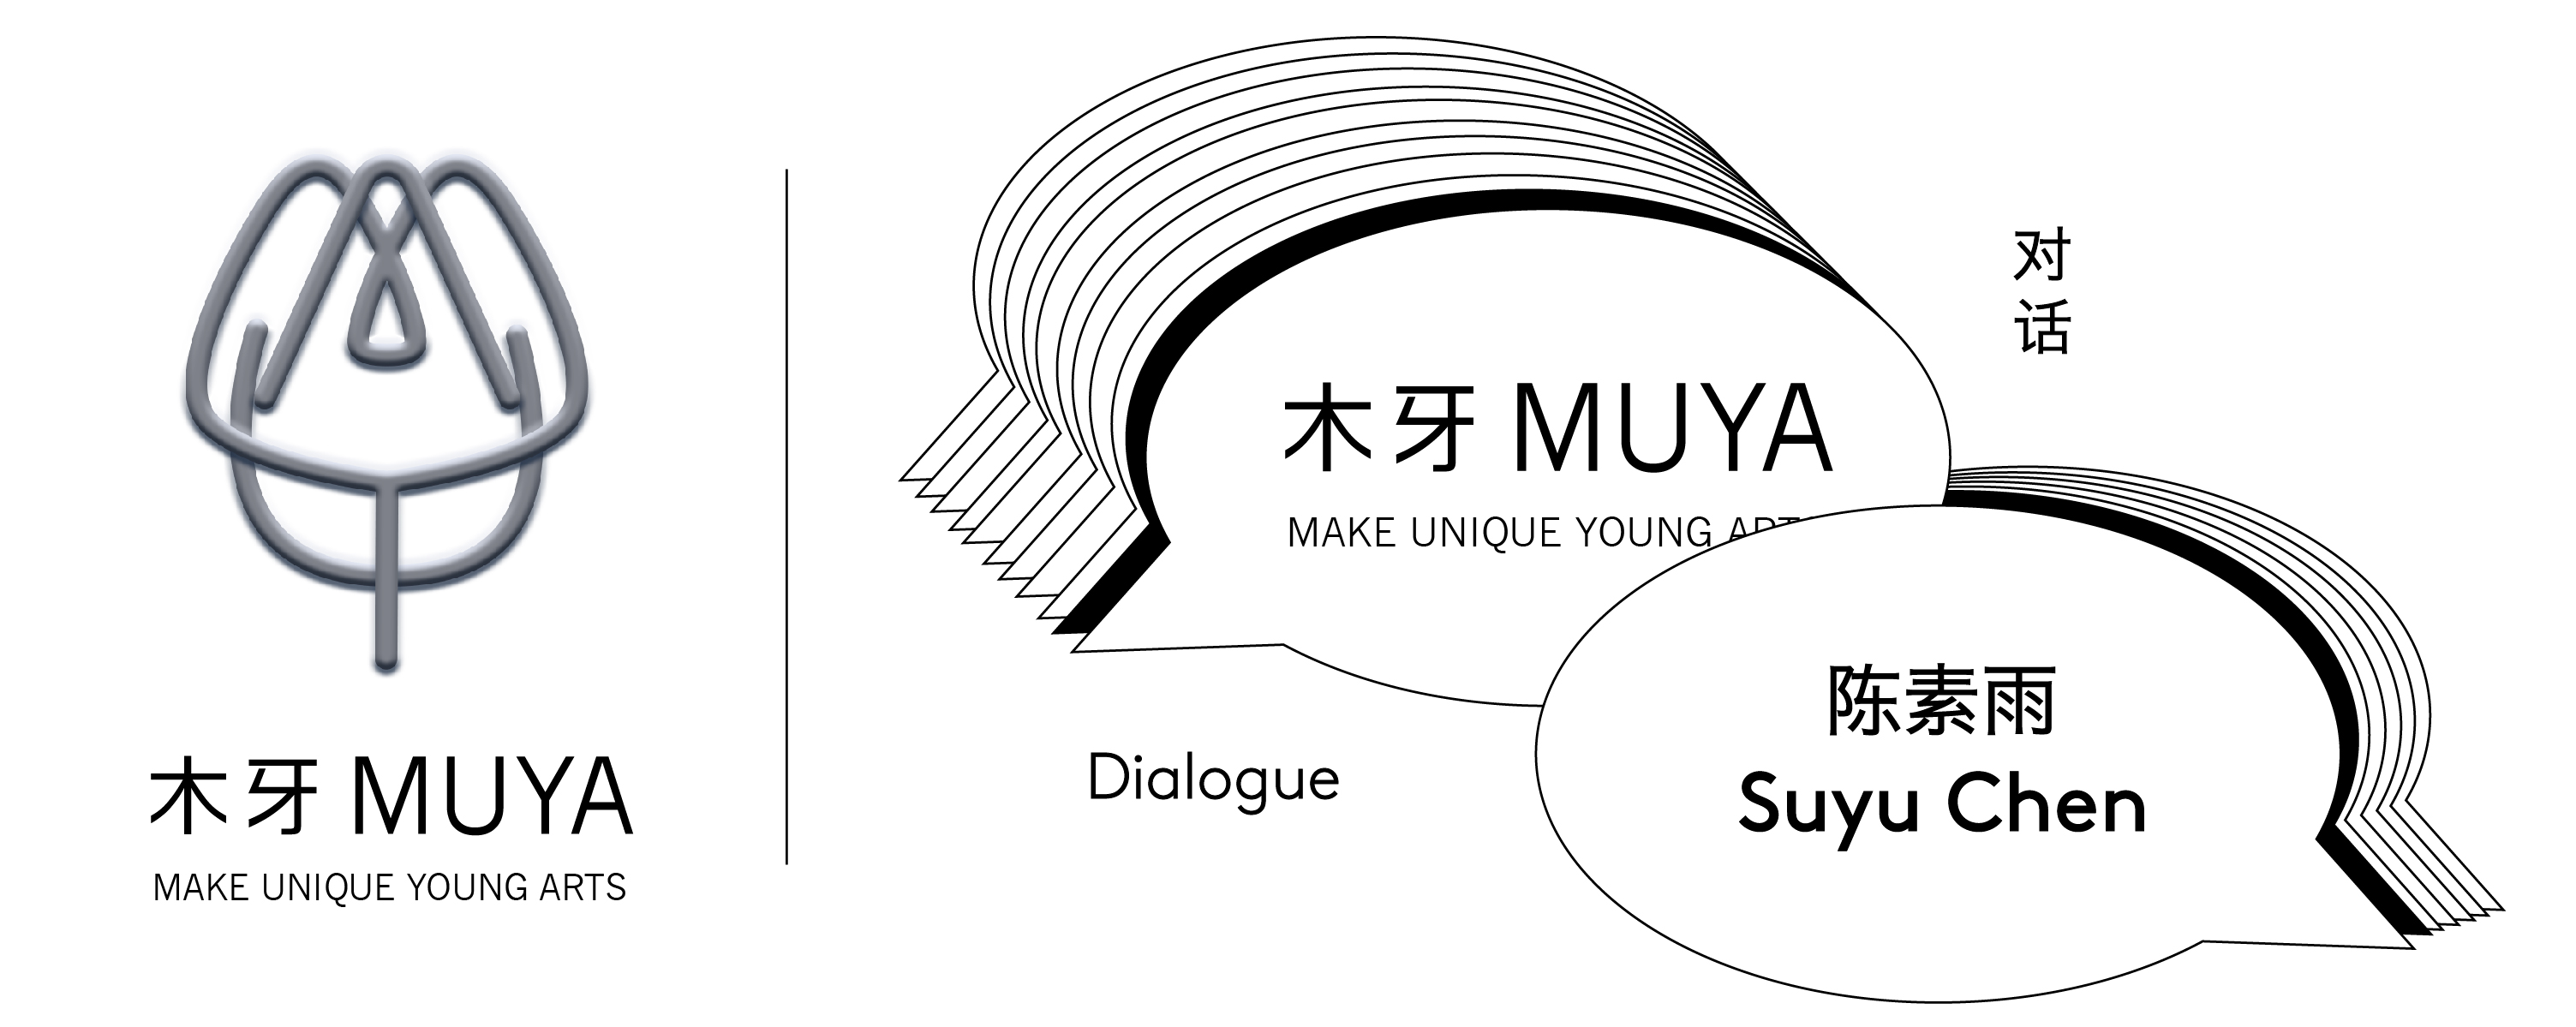 木牙 MUYA
MAKE UNIQUE YOUNG ARTS
对话
木牙 MUYA
MAKE UNIQUE YOUNG
Dialogue
陈素雨
Suyu Chen